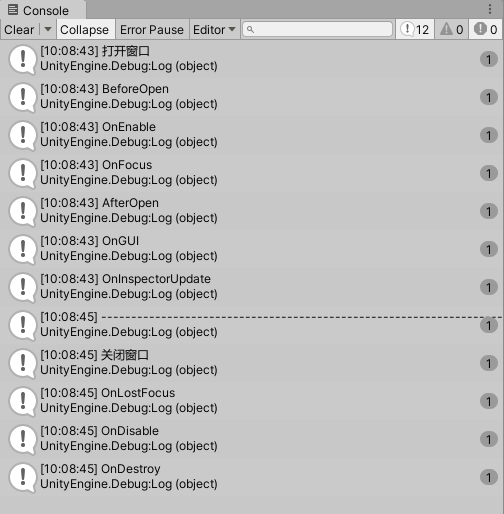 Console
Clear Collapse Error Pause Editor 12 0 0
[10:08:43] 打开窗口 1
UnityEngine.Debug:Log (object)
[10:08:43] BeforeOpen 1
UnityEngine.Debug:Log (object)
[10:08:43] OnEnable 1
UnityEngine.Debug:Log (object)
[10:08:43] OnFocus 1
UnityEngine.Debug:Log (object)
[10:08:43] AfterOpen 1
UnityEngine.Debug:Log (object)
[10:08:43] OnGUI 1
UnityEngine.Debug:Log (object)
[10:08:43] OnInspectorUpdate 1
UnityEngine.Debug:Log (object)
[10:08:45] ------------------------------------------------------------------ 1
UnityEngine.Debug:Log (object)
[10:08:45] 关闭窗口 1
UnityEngine.Debug:Log (object)
[10:08:45] OnLostFocus 1
UnityEngine.Debug:Log (object)
[10:08:45] OnDisable 1
UnityEngine.Debug:Log (object)
[10:08:45] OnDestroy 1
UnityEngine.Debug:Log (object)